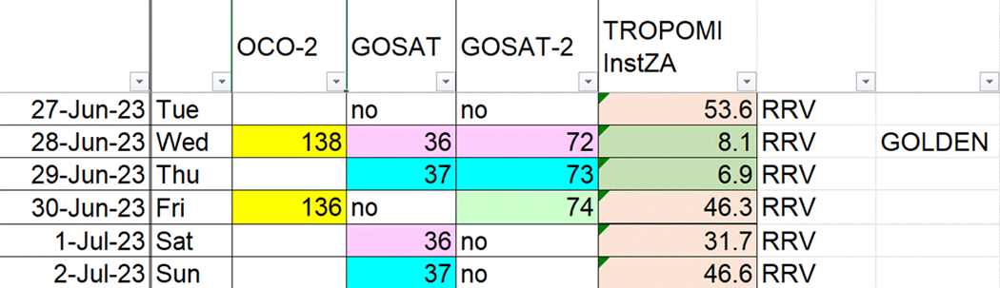 OCO-2 GOSAT GOSAT-2 TROPOMI InstZA
27-Jun-23 Tue no no 53.6 RRV
28-Jun-23 Wed 138 36 72 8.1 RRV GOLDEN
29-Jun-23 Thu 37 73 6.9 RRV
30-Jun-23 Fri 136 no 74 46.3 RRV
1-Jul-23 Sat 36 no 31.7 RRV
2-Jul-23 Sun 37 no 46.6 RRV